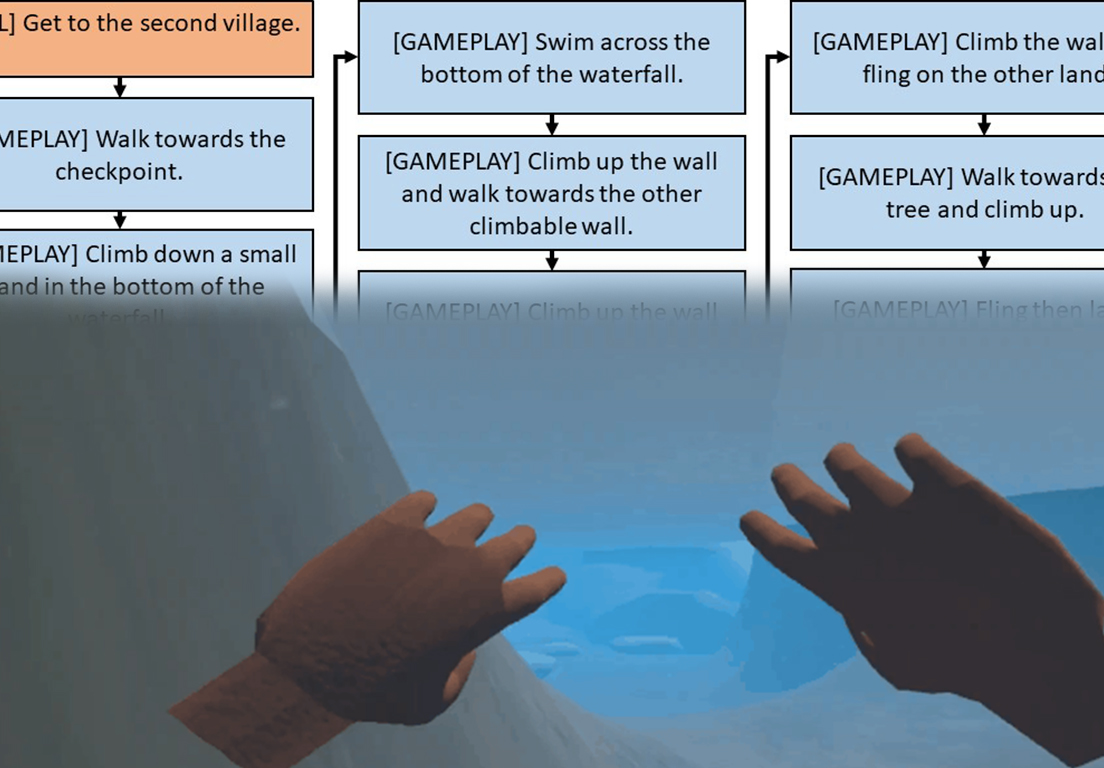 L] Get to the second village.
MEPLAY] Walk towards the
checkpoint.
MEPLAY] Climb down a small
and in the bottom of the
waterfall.
[GAMEPLAY] Swim across the
bottom of the waterfall.
[GAMEPLAY] Climb up the wall
and walk towards the other
climbable wall.
[GAMEPLAY] Climb up the wall
[GAMEPLAY] Climb the wal
fling on the other land
[GAMEPLAY] Walk towards
tree and climb up.
[GAMEPLAY] Fling then la